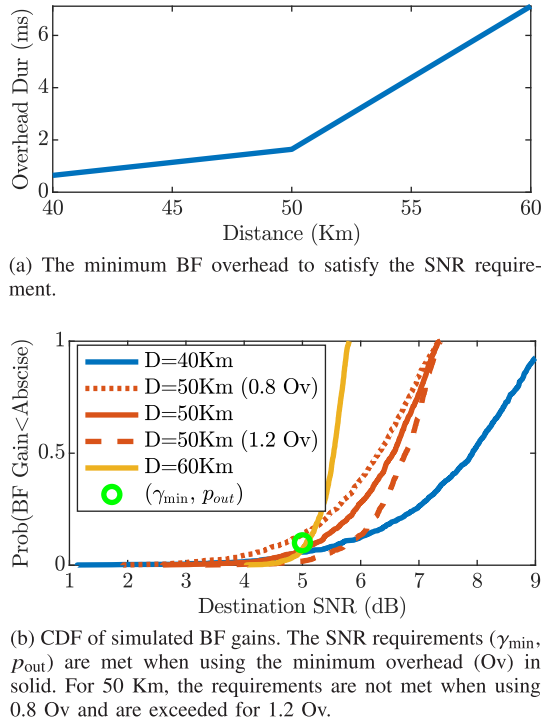 Overhead Dur (ms)
6
4
2
0
40 45 50 55 60
Distance (Km)
(a) The minimum BF overhead to satisfy the SNR require-
ment.
Prob(BF Gain<Abscise)
1
0.5
0
D=40Km
D=50Km (0.8 Ov)
D=50Km
D=50Km (1.2 Ov)
D=60Km
(γmin, pout)
1 2 3 4 5 6 7 8 9
Destination SNR (dB)
(b) CDF of simulated BF gains. The SNR requirements (γmin,
pout) are met when using the minimum overhead (Ov) in
solid. For 50 Km, the requirements are not met when using
0.8 Ov and are exceeded for 1.2 Ov.